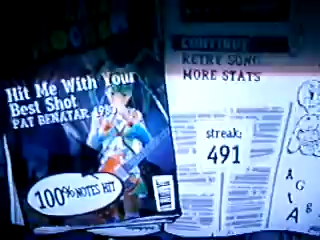 Hit Me With Your
Best Shot
PAT BENATAR, 1980
100% NOTES HIT
CONTINUE
RETRY SONG
MORE STATS
streak:
491